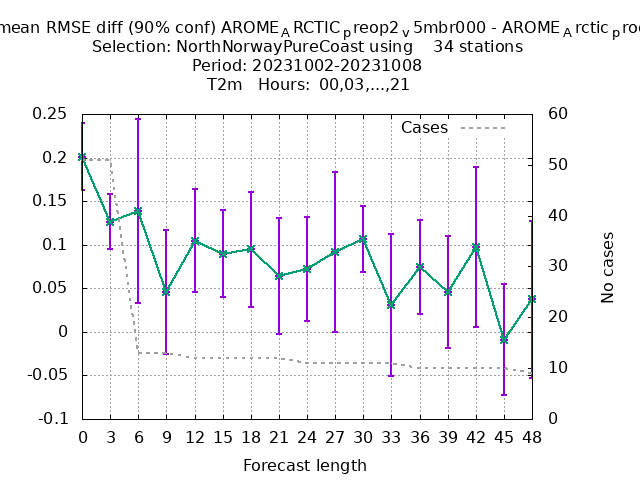 mean RMSE diff (90% conf) AROME_ARCTIC_preop2_v5mbr000 - AROME_Arctic_p
Selection: NorthNorwayPureCoast using 34 stations
Period: 20231002-20231008
T2m Hours: 00,03,...,21
Cases
0.25
0.2
0.15
0.1
0.05
0
-0.05
-0.1
60
50
40
30
20
10
0
No cases
0 3 6 9 12 15 18 21 24 27 30 33 36 39 42 45 48
Forecast length